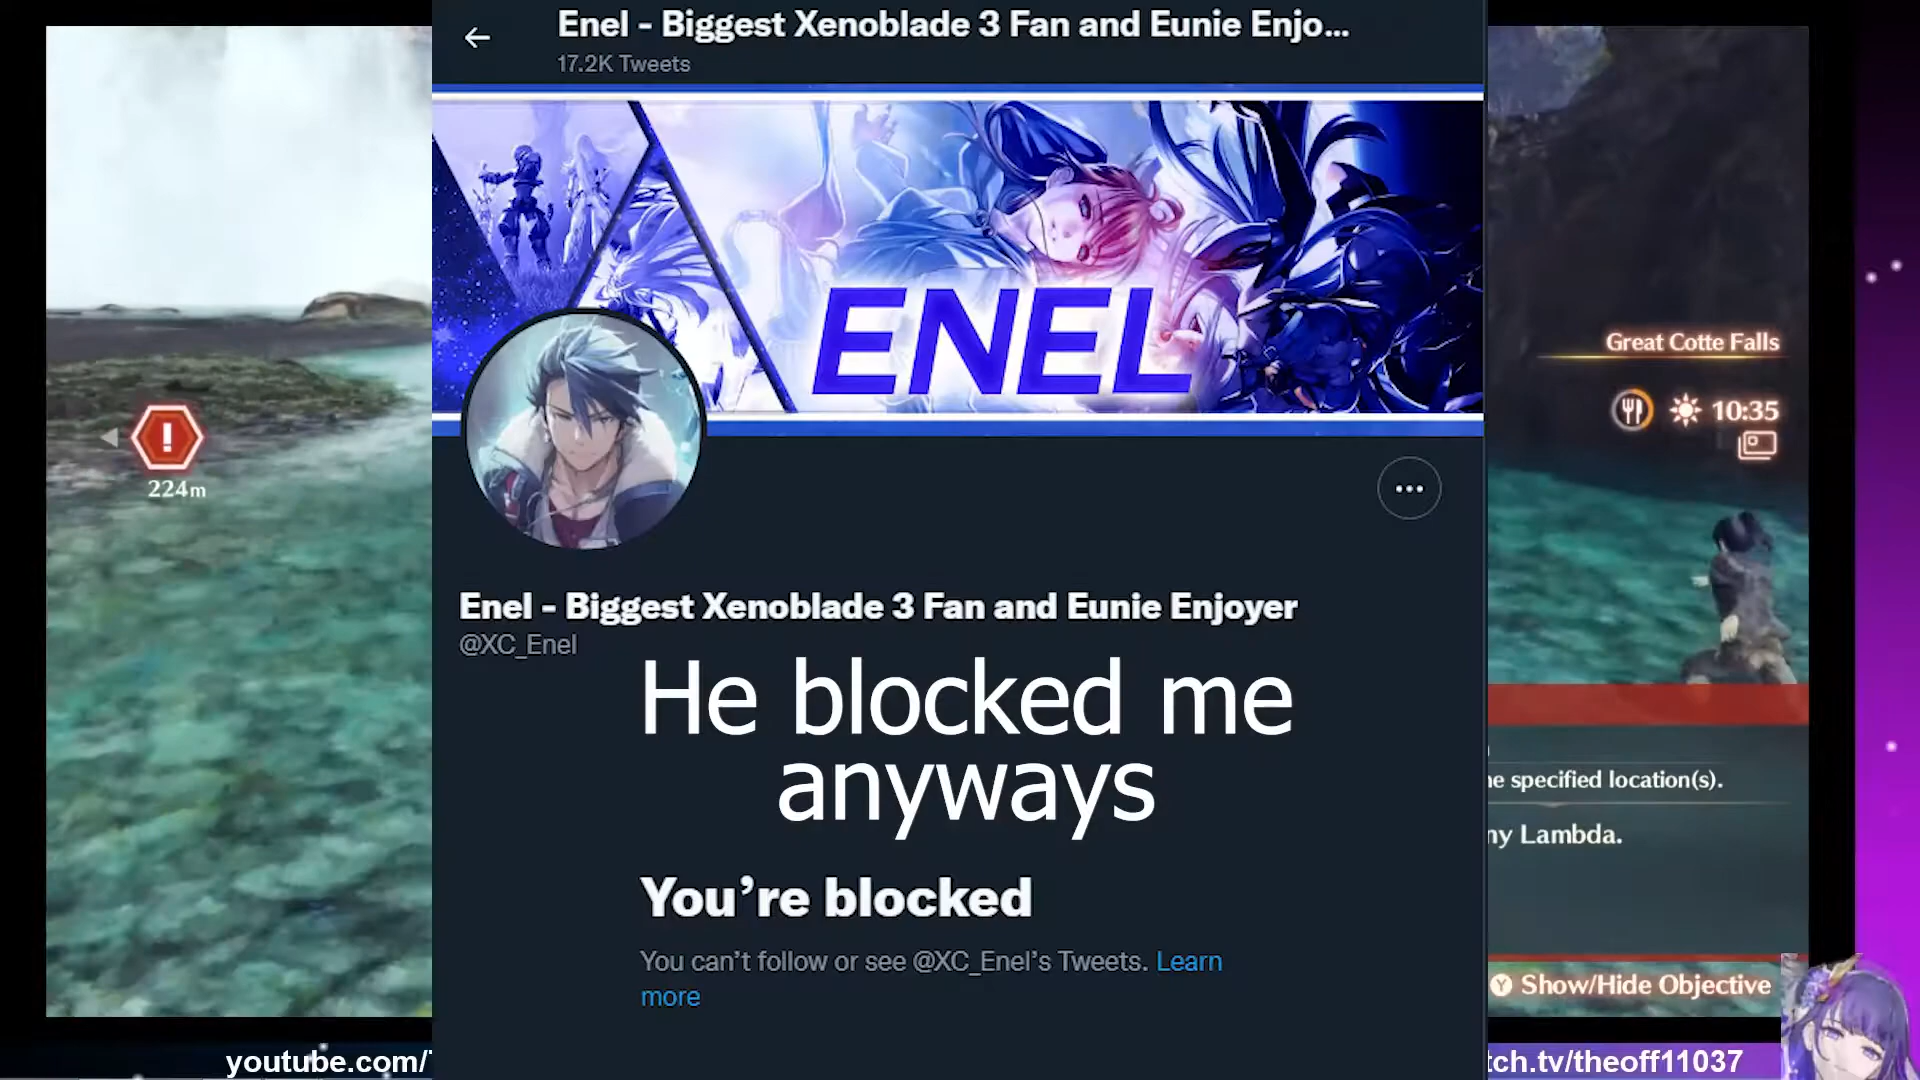 Enel - Biggest Xenoblade 3 Fan and Eunie Enjo...
17.2K Tweets
ENEL
Great Cotte Falls
10:35
!
224m
Enel - Biggest Xenoblade 3 Fan and Eunie Enjoyer
@XC_Enel
He blocked me
anyways
specified location(s).
Lambda.
You’re blocked
You can’t follow or see @XC_Enel’s Tweets. Learn
more
Y Show/Hide Objective
youtube.com/
tch.tv/theoff11037